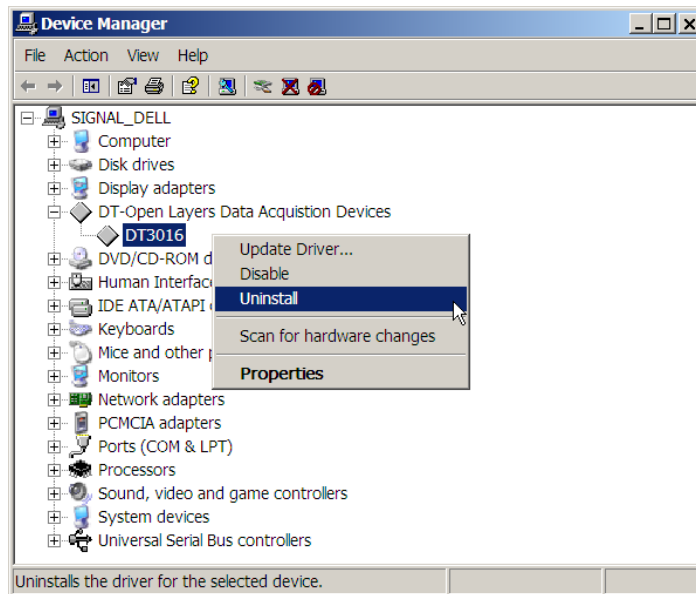 Device Manager
File Action View Help
SIGNAL_DELL
Computer
Disk drives
Display adapters
DT-Open Layers Data Acquistion Devices
DT3016
DVD/CD-ROM d
Human Interfac
IDE ATA/ATAPI
Keyboards
Mice and other
Monitors
Network adapters
PCMCIA adapters
Ports (COM & LPT)
Processors
Sound, video and game controllers
System devices
Universal Serial Bus controllers
Update Driver...
Disable
Uninstall
Scan for hardware changes
Properties
Uninstalls the driver for the selected device.